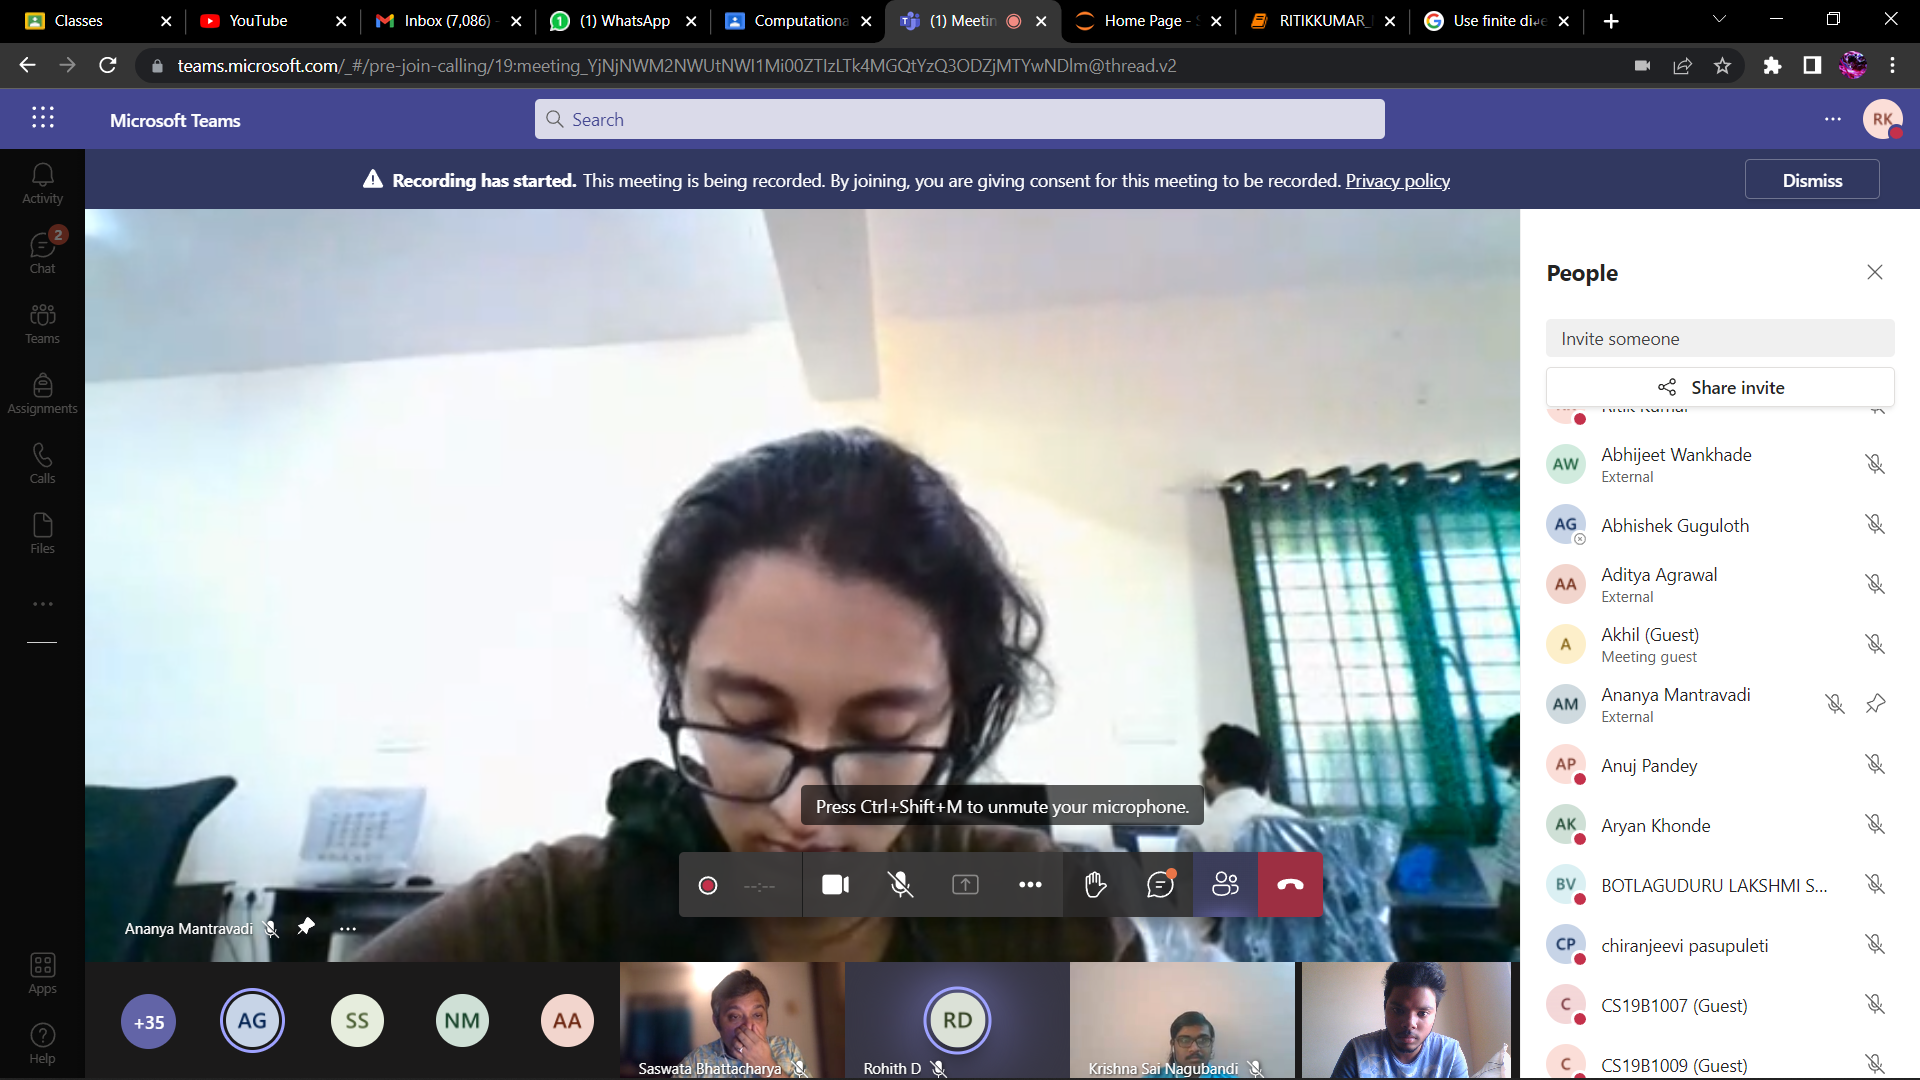 Classes
YouTube
Inbox (7,086) -
(1) WhatsApp
Computationa
(1) Meetin
Home Page -
RITIKKUMAR_
Use finite di
teams.microsoft.com/_#/pre-join-calling/19:meeting_YjNjNWM2NWUtNWI1Mi00ZTIzLTk4MGQtYzQ3ODZjMTYwNDlm@thread.v2
Microsoft Teams
Search
RK
Recording has started. This meeting is being recorded. By joining, you are giving consent for this meeting to be recorded. Privacy policy
Dismiss
Activity
2
Chat
Teams
Assignments
Calls
Files
Apps
Help
Press Ctrl+Shift+M to unmute your microphone.
--:--
Ananya Mantravadi
+35
AG
SS
NM
AA
Saswata Bhattacharya
RD
Rohith D
Krishna Sai Nagubandi
People
Invite someone
Share invite
Ritik Kumar
AW
Abhijeet Wankhade
External
AG
Abhishek Guguloth
AA
Aditya Agrawal
External
A
Akhil (Guest)
Meeting guest
AM
Ananya Mantravadi
External
AP
Anuj Pandey
AK
Aryan Khonde
BV
BOTLAGUDURU LAKSHMI S...
CP
chiranjeevi pasupuleti
C
CS19B1007 (Guest)
C
CS19B1009 (Guest)